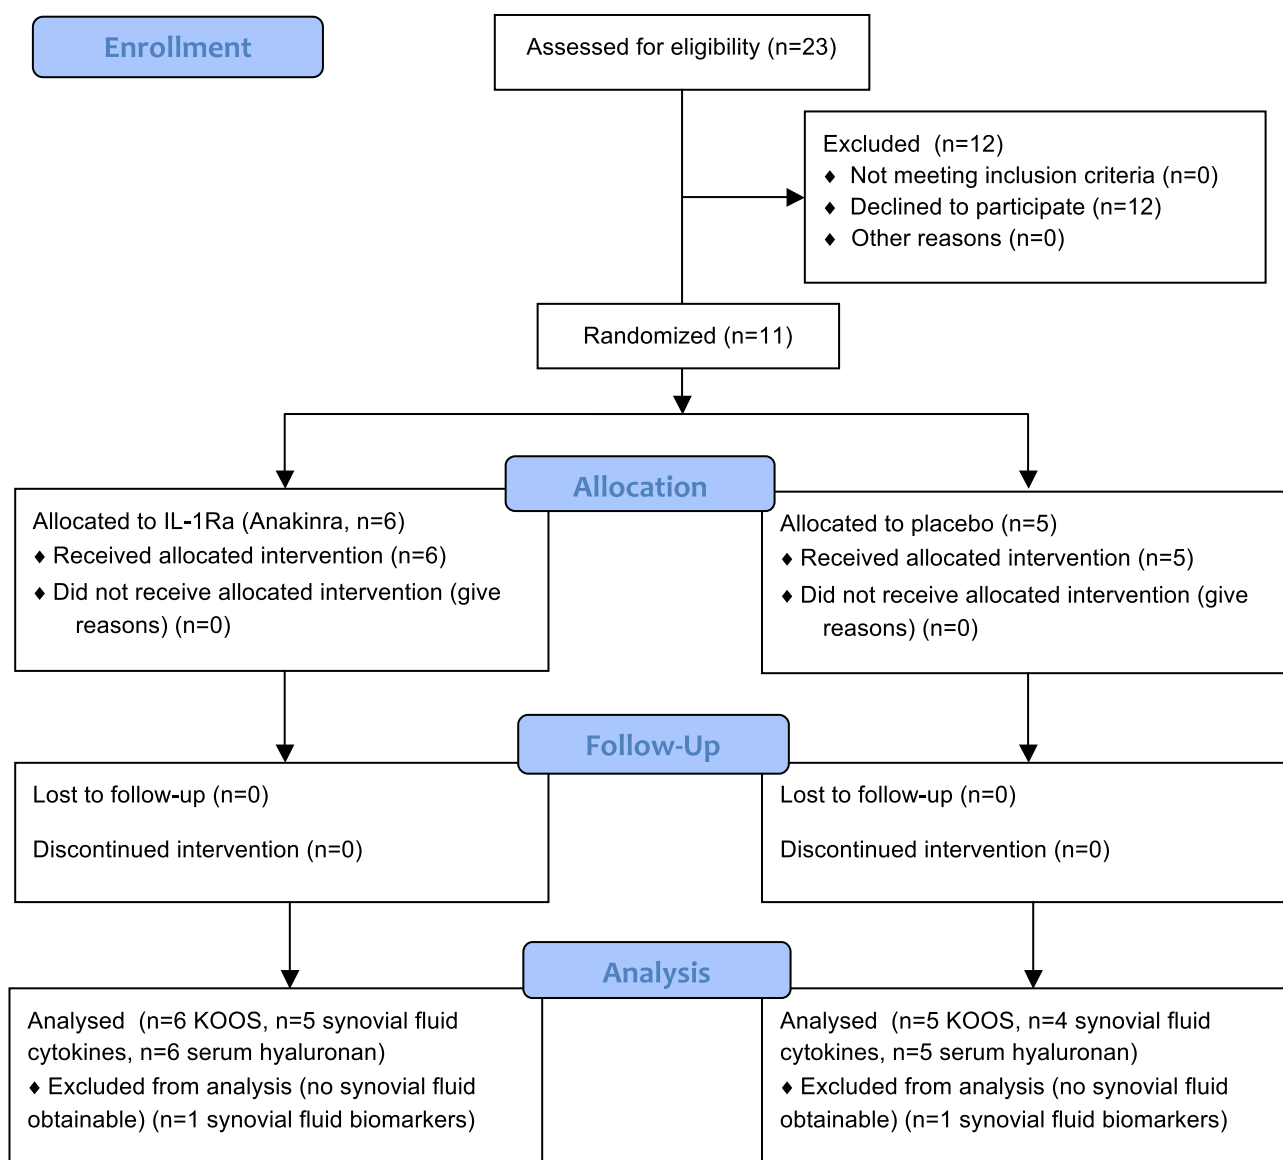 Enrollment
Assessed for eligibility (n=23)
Excluded  (n=12)
♦ Not meeting inclusion criteria (n=0)
♦ Declined to participate (n=12)
♦ Other reasons (n=0)
Randomized (n=11)
Allocation
Allocated to IL-1Ra (Anakinra, n=6)
♦ Received allocated intervention (n=6)
♦ Did not receive allocated intervention (give
reasons) (n=0)
Allocated to placebo (n=5)
♦ Received allocated intervention (n=5)
♦ Did not receive allocated intervention (give
reasons) (n=0)
Follow-Up
Lost to follow-up (n=0)
Discontinued intervention (n=0)
Lost to follow-up (n=0)
Discontinued intervention (n=0)
Analysis
Analysed  (n=6 KOOS, n=5 synovial fluid
cytokines, n=6 serum hyaluronan)
♦ Excluded from analysis (no synovial fluid
obtainable) (n=1 synovial fluid biomarkers)
Analysed  (n=5 KOOS, n=4 synovial fluid
cytokines, n=5 serum hyaluronan)
♦ Excluded from analysis (no synovial fluid
obtainable) (n=1 synovial fluid biomarkers)